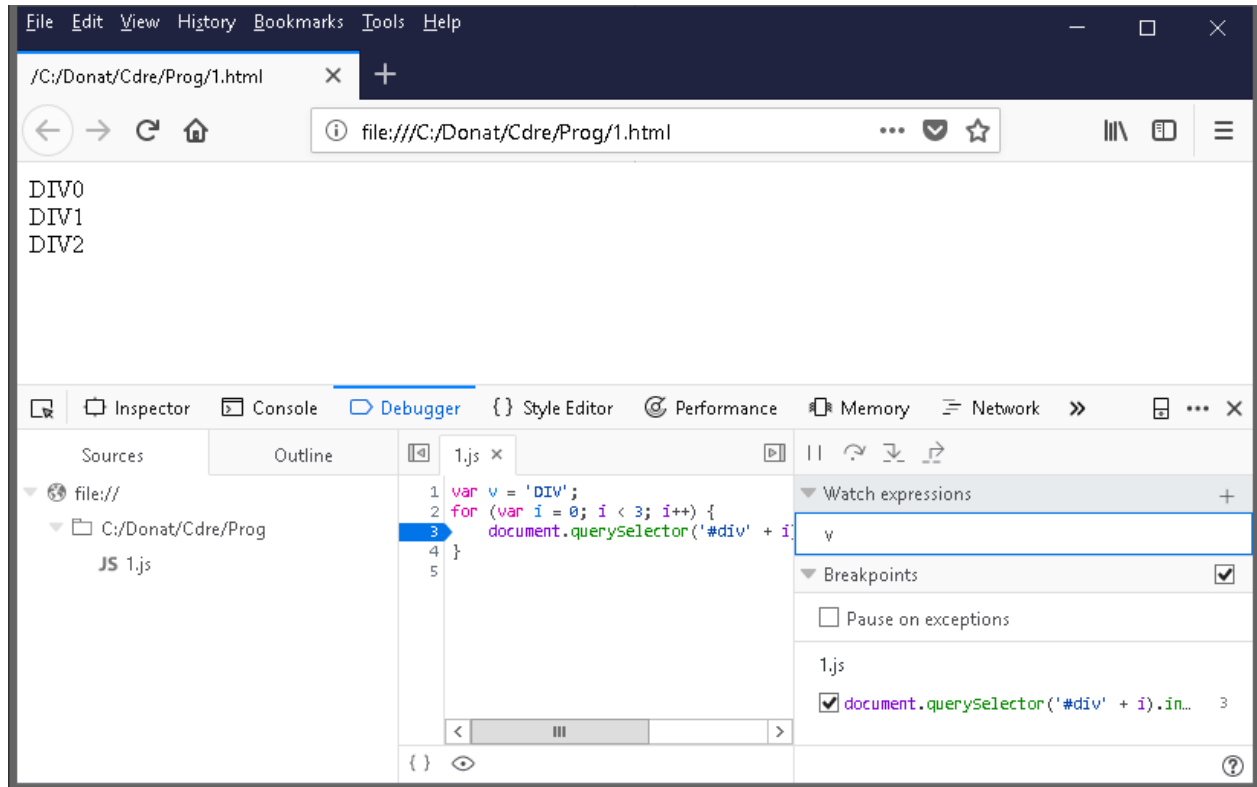 File Edit View History Bookmarks Tools Help
/C:/Donat/Cdre/Prog/1.html
file:///C:/Donat/Cdre/Prog/1.html
DIV0
DIV1
DIV2
Inspector Console Debugger {} Style Editor Performance Memory Network
Sources Outline
file://
C:/Donat/Cdre/Prog
JS 1.js
1.js
1 var v = 'DIV';
2 for (var i = 0; i < 3; i++) {
3 document.querySelector('#div' + i)
4 }
5
{ }
Watch expressions
v
Breakpoints
Pause on exceptions
1.js
document.querySelector('#div' + i).in… 3